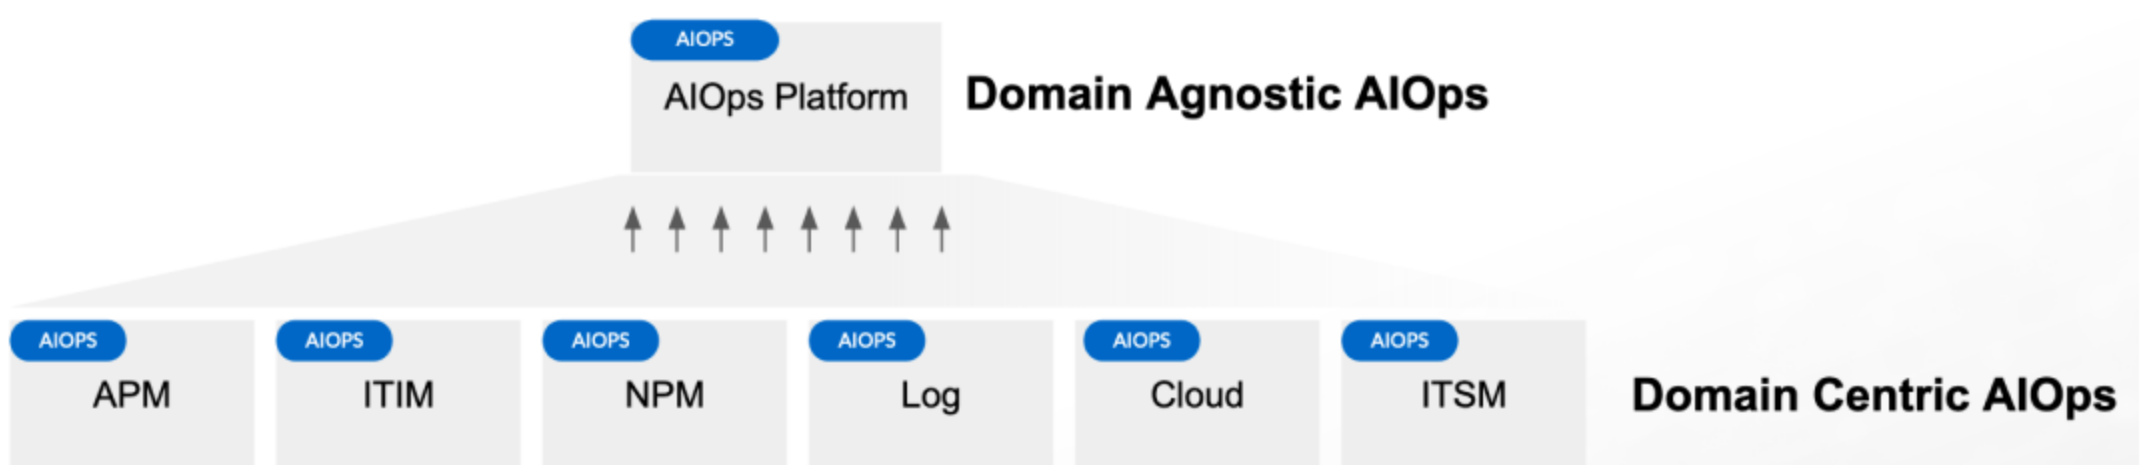 AIOPS
AIOps Platform
Domain Agnostic AIOps
AIOPS
APM
AIOPS
ITIM
AIOPS
NPM
AIOPS
Log
AIOPS
Cloud
AIOPS
ITSM
Domain Centric AIOps